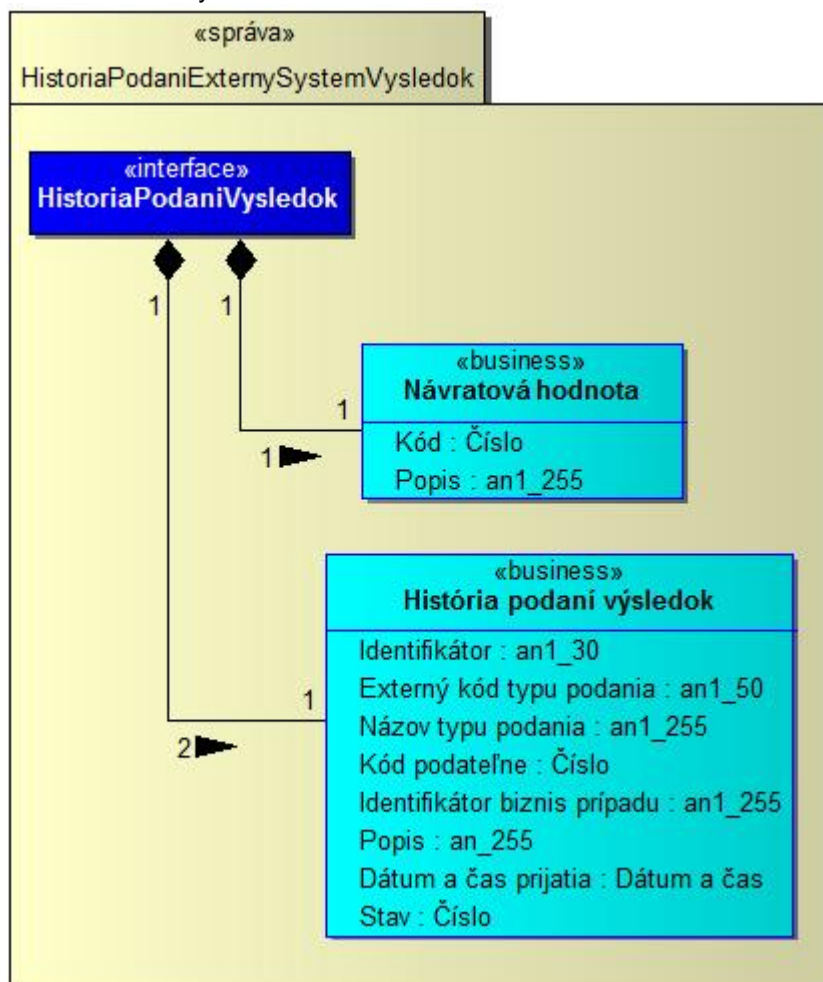 «správa»
HistoriaPodaniExternySystemVysledok
«interface»
HistoriaPodaniVysledok
1 1
«business»
Návratová hodnota
Kód : Číslo
Popis : an1_255
1
1
«business»
História podaní výsledok
Identifikátor : an1_30
Externý kód typu podania : an1_50
Názov typu podania : an1_255
Kód podateľne : Číslo
Identifikátor biznis prípadu : an1_255
Popis : an_255
Dátum a čas prijatia : Dátum a čas
Stav : Číslo
1
2